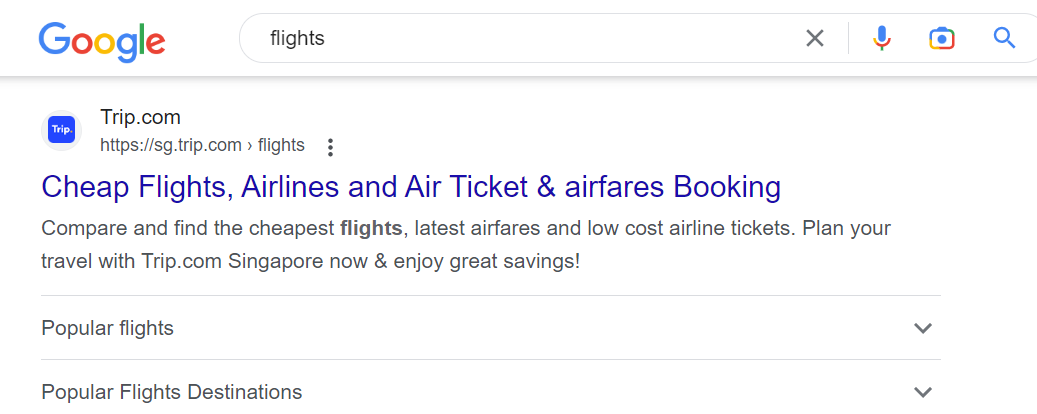 Google
flights
Trip.
Trip.com
https://sg.trip.com › flights
Cheap Flights, Airlines and Air Ticket & airfares Booking
Compare and find the cheapest flights, latest airfares and low cost airline tickets. Plan your
travel with Trip.com Singapore now & enjoy great savings!
Popular flights
Popular Flights Destinations